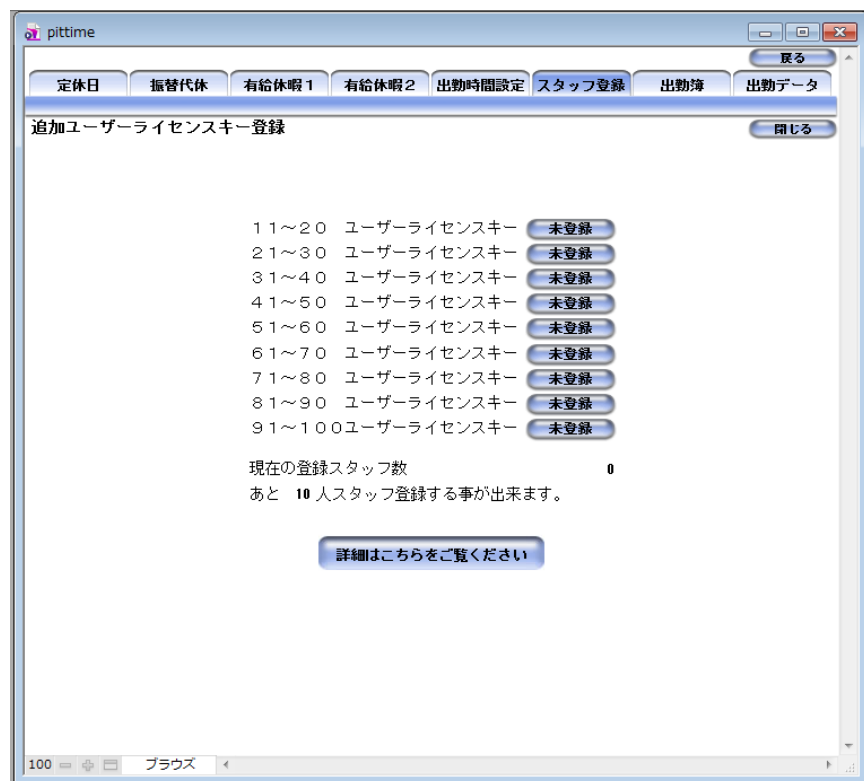 pittime
戻る
定休日 振替代休 有給休暇1 有給休暇2 出勤時間設定 スタッフ登録 出勤簿 出勤データ
追加ユーザーライセンスキー登録 閉じる
11～20 ユーザーライセンスキー 未登録
21～30 ユーザーライセンスキー 未登録
31～40 ユーザーライセンスキー 未登録
41～50 ユーザーライセンスキー 未登録
51～60 ユーザーライセンスキー 未登録
61～70 ユーザーライセンスキー 未登録
71～80 ユーザーライセンスキー 未登録
81～90 ユーザーライセンスキー 未登録
91～100ユーザーライセンスキー 未登録
現在の登録スタッフ数 0
あと 10 人スタッフ登録する事が出来ます。
詳細はこちらをご覧ください
100 ブラウズ